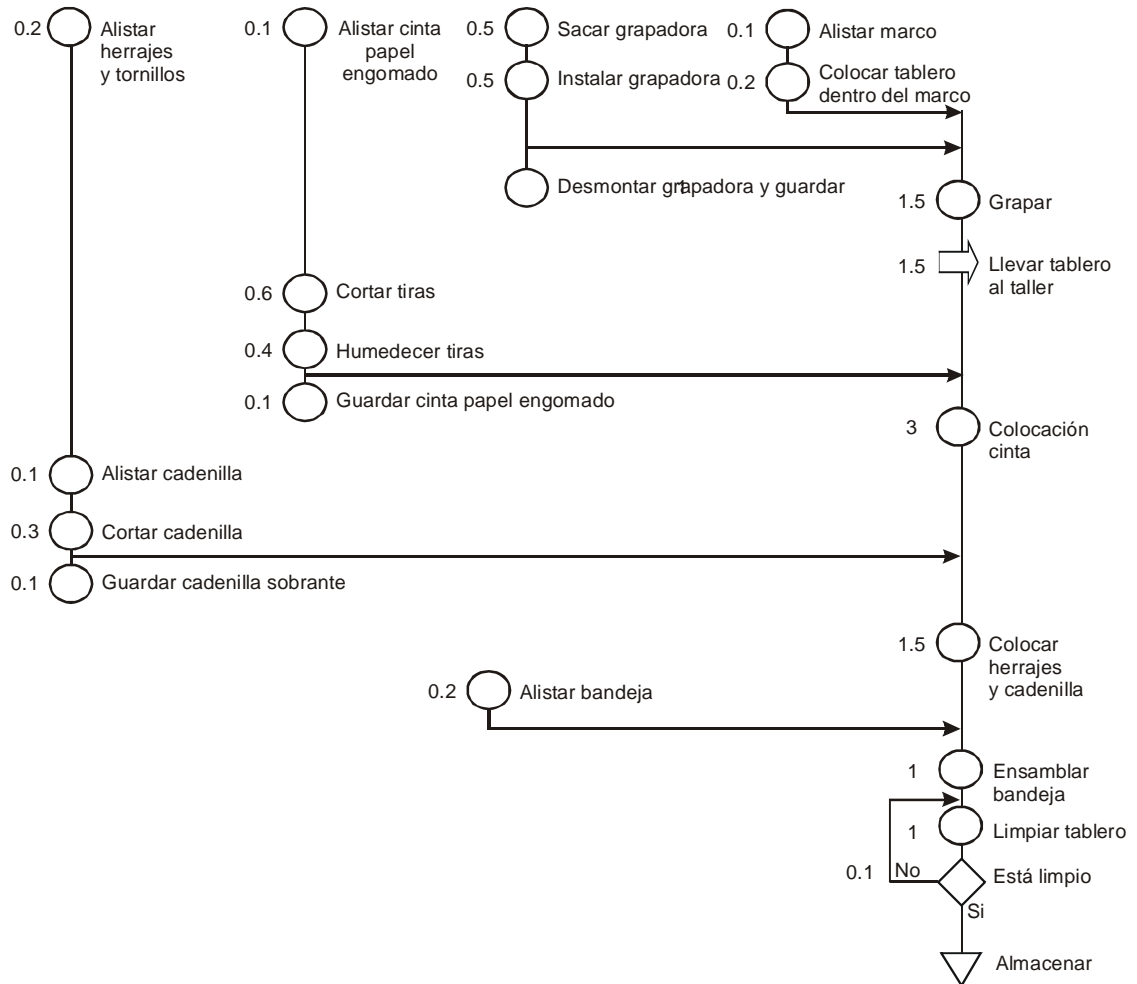 0.2 Alistar
herrajes
y tornillos
0.1 Alistar cinta
papel
engomado
0.5 Sacar grapadora
0.1 Alistar marco
0.5 Instalar grapadora
0.2 Colocar tablero
dentro del marco
Desmontar grapadora y guardar
1
1.5 Grapar
1.5 Llevar tablero
al taller
0.6 Cortar tiras
0.4 Humedecer tiras
0.1 Guardar cinta papel engomado
3 Colocación
cinta
0.1 Alistar cadenilla
0.3 Cortar cadenilla
0.1 Guardar cadenilla sobrante
1.5 Colocar
herrajes
y cadenilla
0.2 Alistar bandeja
1 Ensamblar
bandeja
1 Limpiar tablero
0.1 No Está limpio
Si
Almacenar